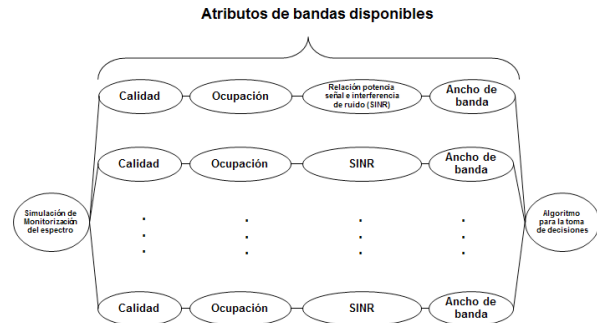 Atributos de bandas disponibles
Calidad
Ocupación
Relación potencia
señal e interferencia
de ruido (SINR)
Ancho de
banda
Calidad
Ocupación
SINR
Ancho de
banda
Simulación de
Monitorización
del espectro
Algoritmo
para la toma
de decisiones
Calidad
Ocupación
SINR
Ancho de
banda